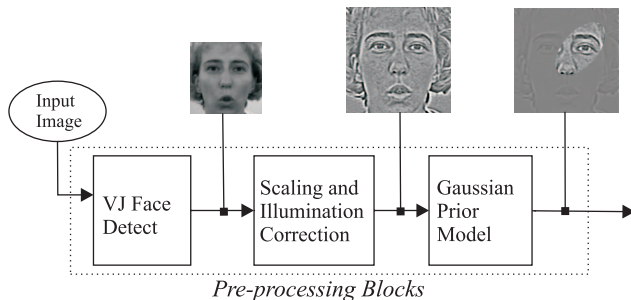 Input
Image
VJ Face
Detect
Scaling and
Illumination
Correction
Gaussian
Prior
Model
Pre-processing Blocks